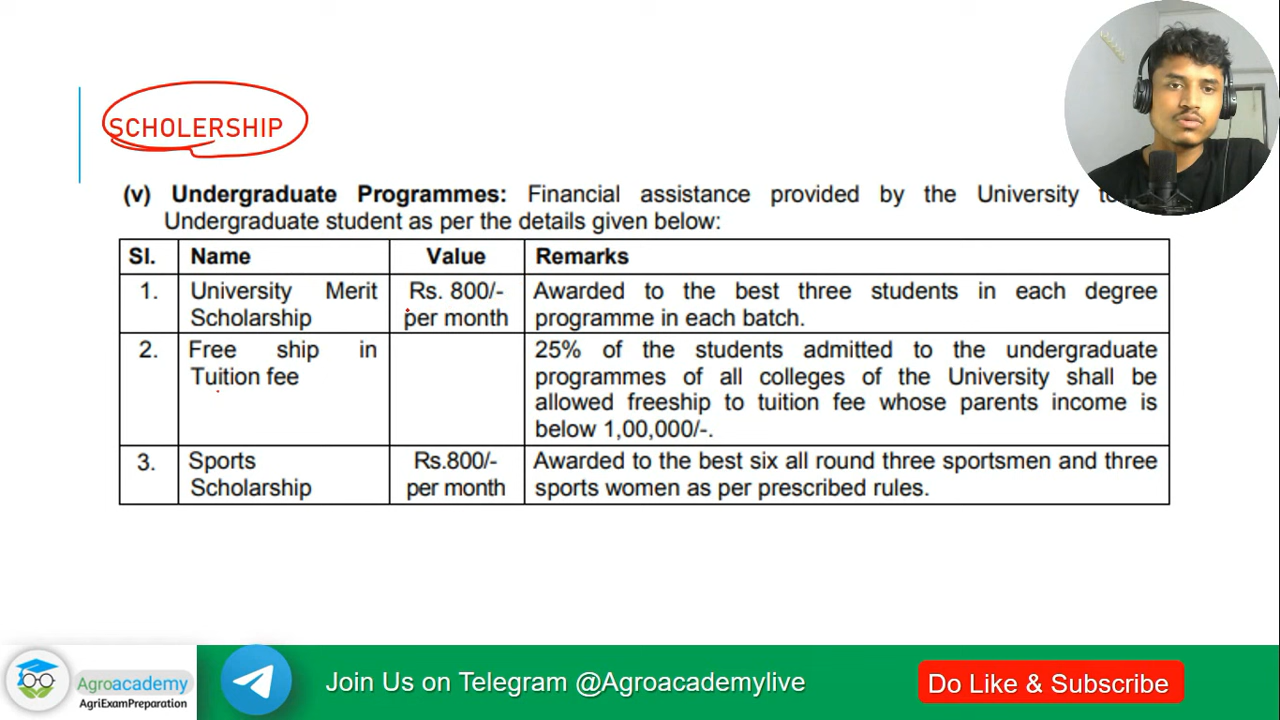 SCHOLERSHIP
(v) Undergraduate Programmes: Financial assistance provided by the University
Undergraduate student as per the details given below:
Sl. Name Value Remarks
1. University Merit Rs. 800/- Awarded to the best three students in each degree
Scholarship per month programme in each batch.
2. Free ship in 25% of the students admitted to the undergraduate
Tuition fee programmes of all colleges of the University shall be
allowed freeship to tuition fee whose parents income is
below 1,00,000/-.
3. Sports Rs.800/- Awarded to the best six all round three sportsmen and three
Scholarship per month sports women as per prescribed rules.
Agroacademy
AgriExamPreparation
Join Us on Telegram @Agroacademylive
Do Like & Subscribe